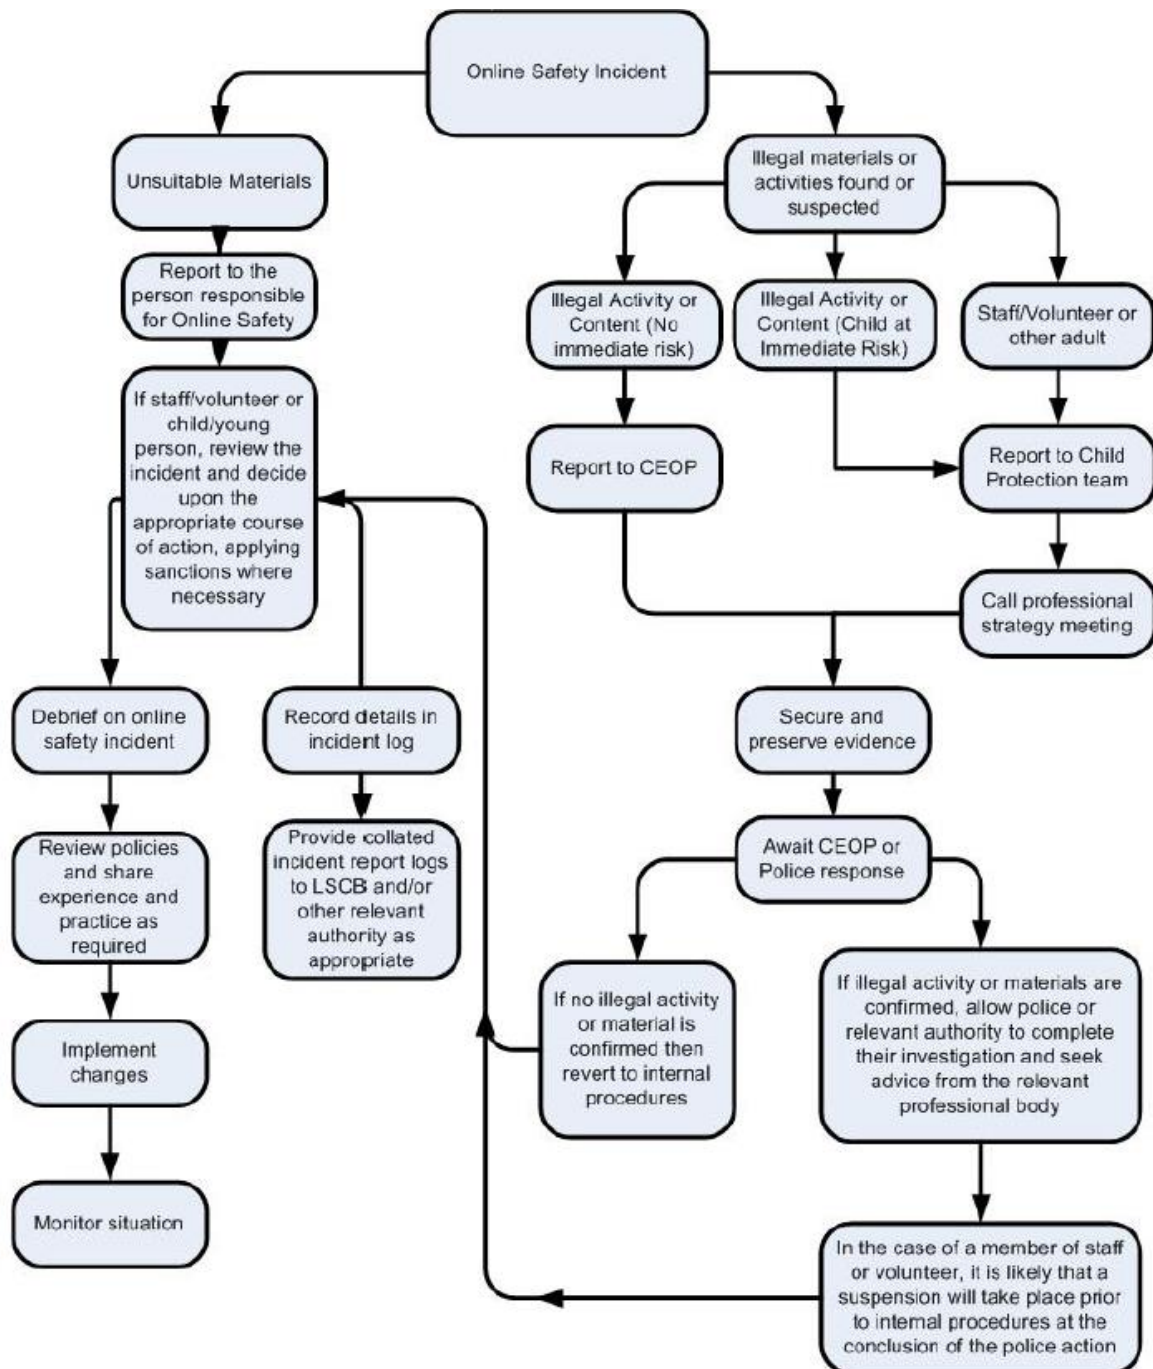 Online Safety Incident
Unsuitable Materials
Illegal materials or
activities found or
suspected
Report to the
person responsible
for Online Safety
Illegal Activity or
Content (No
immediate risk)
Illegal Activity or
Content (Child at
Immediate Risk)
Staff/Volunteer or
other adult
If staff/volunteer or
child/young
person, review the
incident and decide
upon the
appropriate course
of action, applying
sanctions where
necessary
Report to CEOP
Report to Child
Protection team
Call professional
strategy meeting
Debrief on online
safety incident
Record details in
incident log
Secure and
preserve evidence
Review policies
and share
experience and
practice as
required
Provide collated
incident report logs
to LSCB and/or
other relevant
authority as
appropriate
Await CEOP or
Police response
If no illegal activity
or material is
confirmed then
revert to internal
procedures
If illegal activity or materials are
confirmed, allow police or
relevant authority to complete
their investigation and seek
advice from the relevant
professional body
Implement
changes
Monitor situation
In the case of a member of staff
or volunteer, it is likely that a
suspension will take place prior
to internal procedures at the
conclusion of the police action